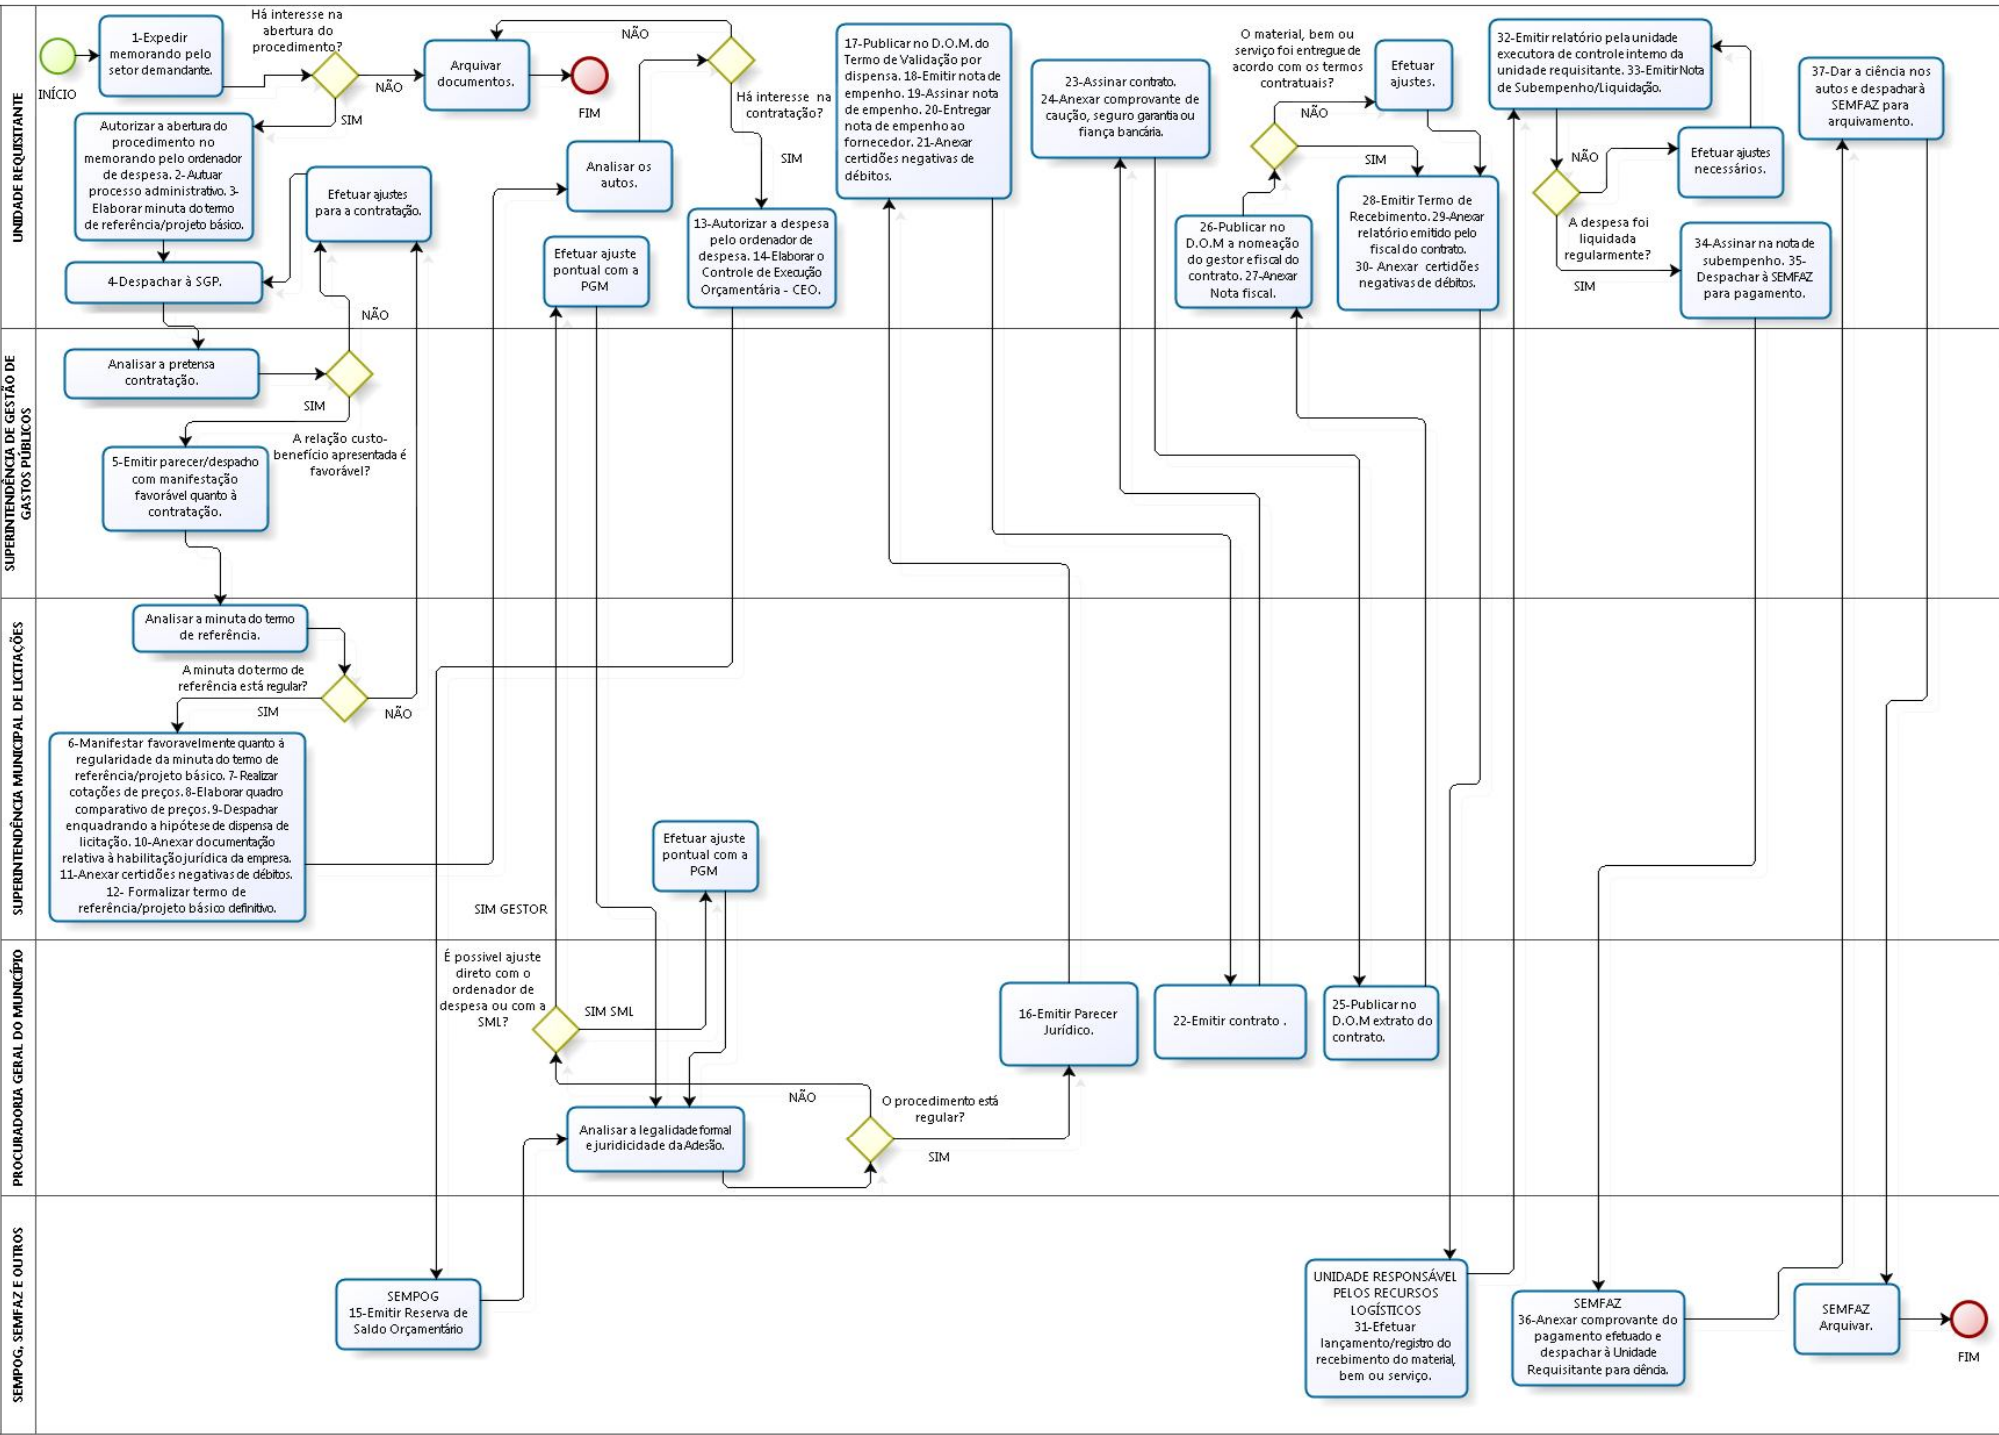 UNIDADE REQUISITANTE
INÍCIO
1-Expedir
memorando pelo
setor demandante.
Há interesse na
abertura do
procedimento?
NÃO
SIM
Arquivar
documentos.
FIM
Autorizar a abertura do
procedimento no
memorando pelo ordenador
de despesa. 2-Autuar
processo administrativo. 3-
Elaborar minuta do termo
de referência/projeto básico.
4-Despachar à SGP.
Efetuar ajustes
para a contratação.
NÃO
NÃO
Há interesse na
contratação?
SIM
Analisar os
autos.
Efetuar ajuste
pontual com a
PGM
13-Autorizar a despesa
pelo ordenador de
despesa. 14-Elaborar o
Controle de Execução
Orçamentária - CEO.
17-Publicar no D.O.M. do
Termo de Validação por
dispensa. 18-Emitir nota de
empenho. 19-Assinar nota
de empenho. 20-Entregar
nota de empenho ao
fornecedor. 21-Anexar
certidões negativas de
débitos.
23-Assinar contrato.
24-Anexar comprovante de
caução, seguro garantia ou
fiança bancária.
O material, bem ou
serviço foi entregue de
acordo com os termos
contratuais?
NÃO
SIM
Efetuar
ajustes.
26-Publicar no
D.O.M a nomeação
do gestor e fiscal do
contrato. 27-Anexar
Nota fiscal.
28-Emitir Termo de
Recebimento. 29-Anexar
relatório emitido pelo
fiscal do contrato.
30- Anexar certidões
negativas de débitos.
32-Emitir relatório pela unidade
executora de controle interno da
unidade requisitante. 33-Emitir Nota
de Subempenho/Liquidação.
NÃO
Efetuar ajustes
necessários.
A despesa foi
liquidada
regularmente?
SIM
34-Assinar na nota de
subempenho. 35-
Despachar à SEMFAZ
para pagamento.
37-Dar a ciência nos
autos e despachar à
SEMFAZ para
arquivamento.
SUPERINTENDÊNCIA DE GESTÃO DE
GASTOS PÚBLICOS
Analisar a pretensa
contratação.
SIM
A relação custo-
benefício apresentada é
favorável?
5-Emitir parecer/despacho
com manifestação
favorável quanto à
contratação.
SUPERINTENDÊNCIA MUNICIPAL DE LICITAÇÕES
Analisar a minuta do termo
de referência.
A minuta do termo de
referência está regular?
SIM
NÃO
6-Manifestar favoravelmente quanto à
regularidade da minuta do termo de
referência/projeto básico. 7- Realizar
cotações de preços. 8-Elaborar quadro
comparativo de preços. 9-Despachar
enquadrando a hipótese de dispensa de
licitação. 10-Anexar documentação
relativa à habilitação jurídica da empresa.
11-Anexar certidões negativas de débitos.
12- Formalizar termo de
referência/projeto básico definitivo.
Efetuar ajuste
pontual com a
PGM
SIM GESTOR
PROCURADORIA GERAL DO MUNICÍPIO
É possivel ajuste
direto com o
ordenador de
despesa ou com a
SML?
SIM SML
NÃO
Analisar a legalidade formal
e juridicidade da Adesão.
O procedimento está
regular?
SIM
16-Emitir Parecer
Jurídico.
22-Emitir contrato .
25-Publicar no
D.O.M extrato do
contrato.
SEMPOG, SEMFAZ E OUTROS
SEMPOG
15-Emitir Reserva de
Saldo Orçamentário
UNIDADE RESPONSÁVEL
PELOS RECURSOS
LOGÍSTICOS
31-Efetuar
lançamento/registro do
recebimento do material,
bem ou serviço.
SEMFAZ
36-Anexar comprovante do
pagamento efetuado e
despachar à Unidade
Requisitante para ciência.
SEMFAZ
Arquivar.
FIM